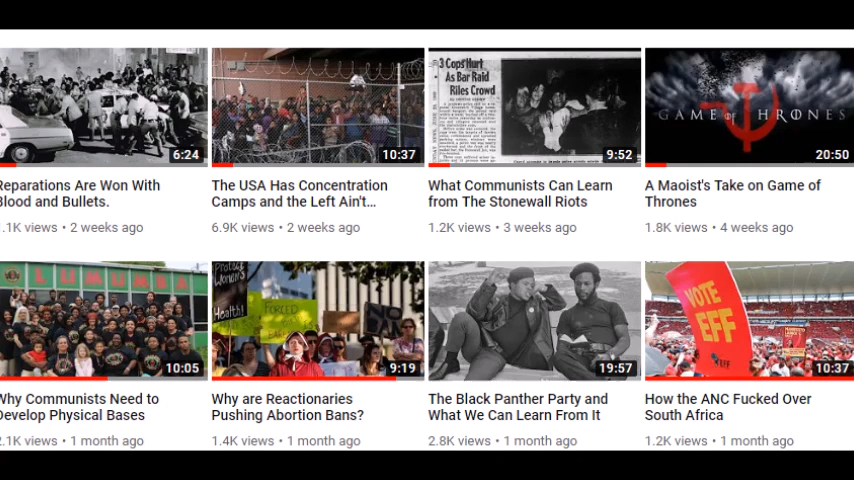 3 Cops Hurt
As Bar Raid
Riles Crowd
GAME OF THRONES
6:24
10:37
9:52
20:50
Reparations Are Won With
Blood and Bullets.
The USA Has Concentration
Camps and the Left Ain't...
What Communists Can Learn
from The Stonewall Riots
A Maoist's Take on Game of
Thrones
.1K views • 2 weeks ago
6.9K views • 2 weeks ago
1.2K views • 3 weeks ago
1.8K views • 4 weeks ago
LUMUMBA
Protect
Women's
Health!
FORCED
VOTE
EFF
10:05
9:19
19:57
10:37
Why Communists Need to
Develop Physical Bases
Why are Reactionaries
Pushing Abortion Bans?
The Black Panther Party and
What We Can Learn From It
How the ANC Fucked Over
South Africa
2.1K views • 1 month ago
1.4K views • 1 month ago
2.8K views • 1 month ago
1.2K views • 1 month ago